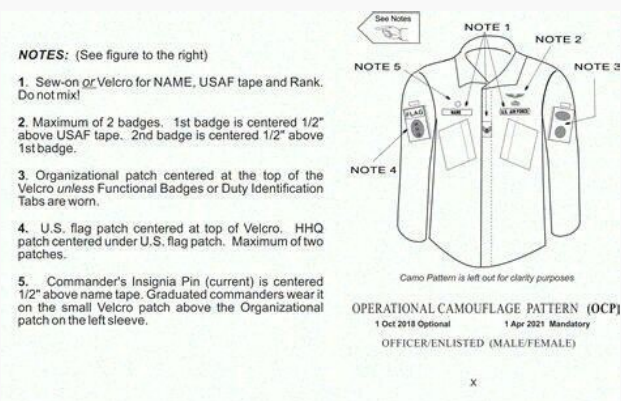 NOTES: (See figure to the right)
1. Sew-on or Velcro for NAME, USAF tape and Rank.
Do not mix!
2. Maximum of 2 badges. 1st badge is centered 1/2"
above USAF tape. 2nd badge is centered 1/2" above
1st badge.
3. Organizational patch centered at the top of the
Velcro unless Functional Badges or Duty Identification
Tabs are worn.
4. U.S. flag patch centered at top of Velcro. HHQ
patch centered under U.S. flag patch. Maximum of two
patches.
5. Commander's Insignia Pin (current) is centered
1/2" above name tape. Graduated commanders wear it
on the small Velcro patch above the Organizational
patch on the left sleeve.
See Notes
NOTE 1
NOTE 2
NOTE 5
NOTE 3
FLAG
NAME
U.S. AIR FORCE
NOTE 4
Camo Pattern is left out for clarity purposes
OPERATIONAL CAMOUFLAGE PATTERN (OCP)
1 Oct 2018 Optional 1 Apr 2021 Mandatory
OFFICER/ENLISTED (MALE/FEMALE)
X